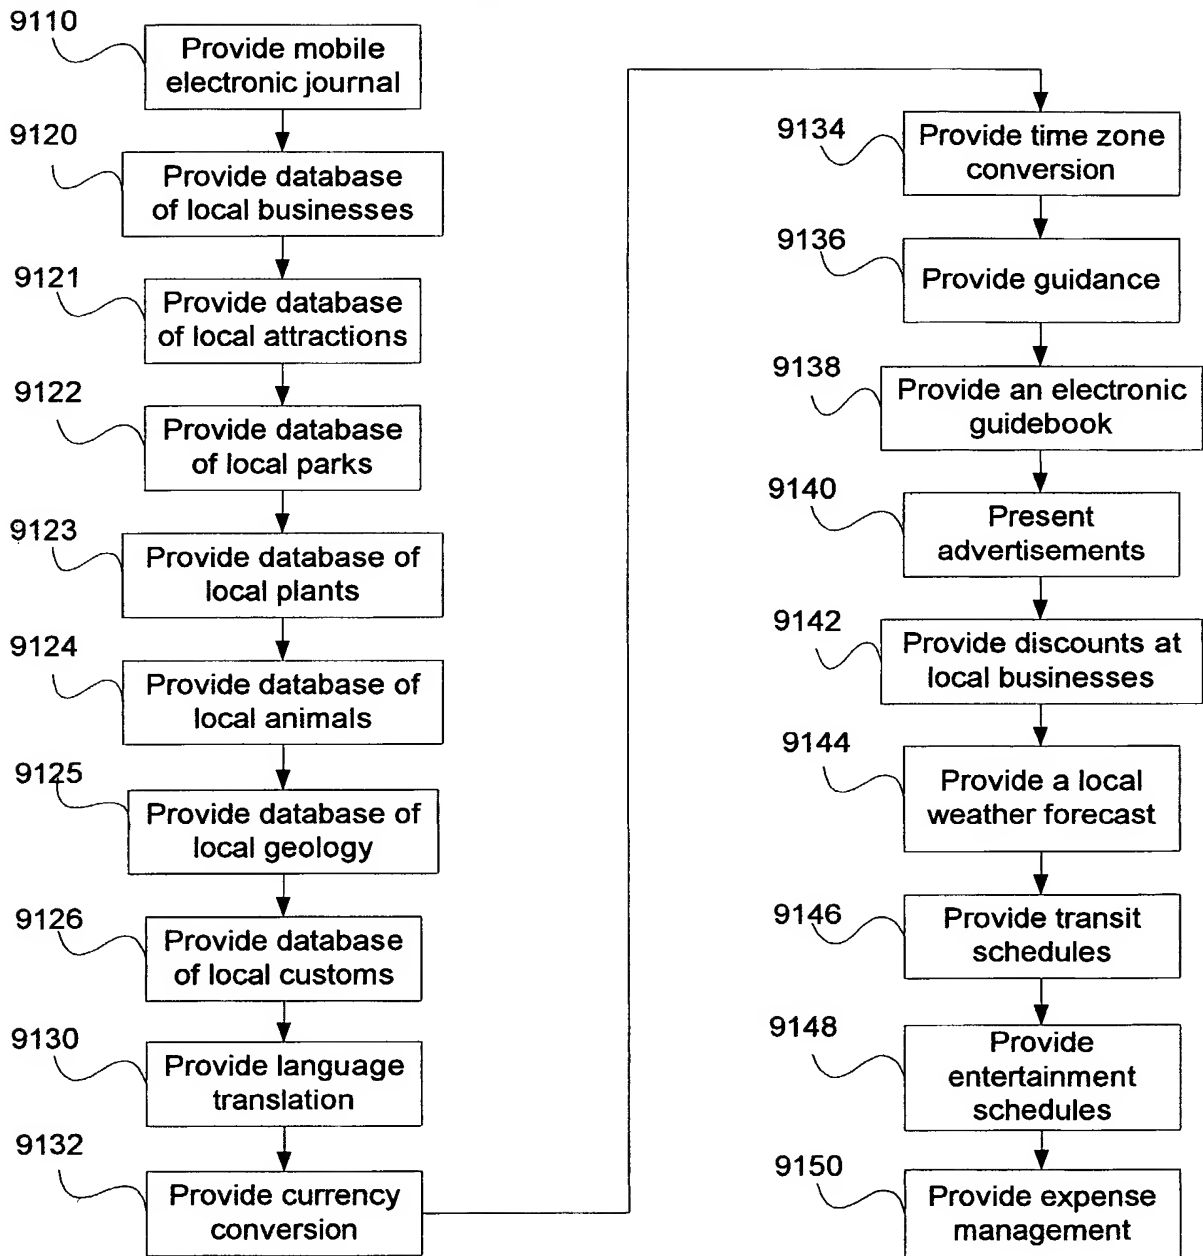 9110
Provide mobile
electronic journal
9120
Provide database
of local businesses
9121
Provide database
of local attractions
9122
Provide database
of local parks
9123
Provide database of
local plants
9124
Provide database of
local animals
9125
Provide database of
local geology
9126
Provide database
of local customs
9130
Provide language
translation
9132
Provide currency
conversion
9134
Provide time zone
conversion
9136
Provide guidance
9138
Provide an electronic
guidebook
9140
Present
advertisements
9142
Provide discounts at
local businesses
9144
Provide a local
weather forecast
9146
Provide transit
schedules
9148
Provide
entertainment
schedules
9150
Provide expense
management